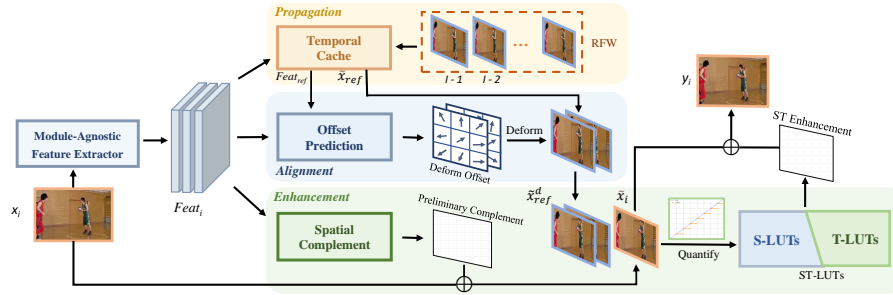 Propagation
Temporal
Cache
RFW
l - 1
l - 2
Feat_ref
x̃_ref
y_i
ST Enhancement
Module-Agnostic
Feature Extractor
Offset
Prediction
Deform
Deform Offset
Alignment
Feat_i
x_i
Enhancement
Preliminary Complement
Spatial
Complement
x̃^d_ref
x̃_i
Quantify
S-LUTs
T-LUTs
ST-LUTs